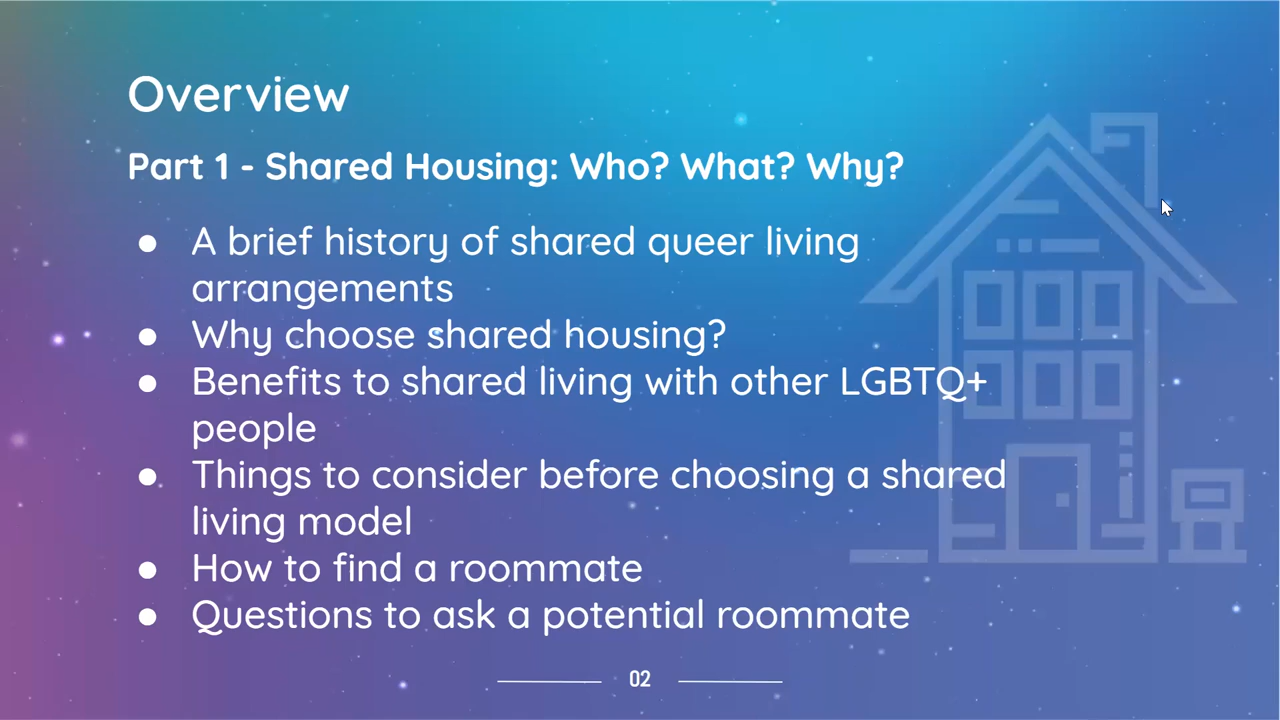 Overview
Part 1 - Shared Housing: Who? What? Why?
● A brief history of shared queer living
arrangements
● Why choose shared housing?
● Benefits to shared living with other LGBTQ+
people
● Things to consider before choosing a shared
living model
● How to find a roommate
● Questions to ask a potential roommate
02